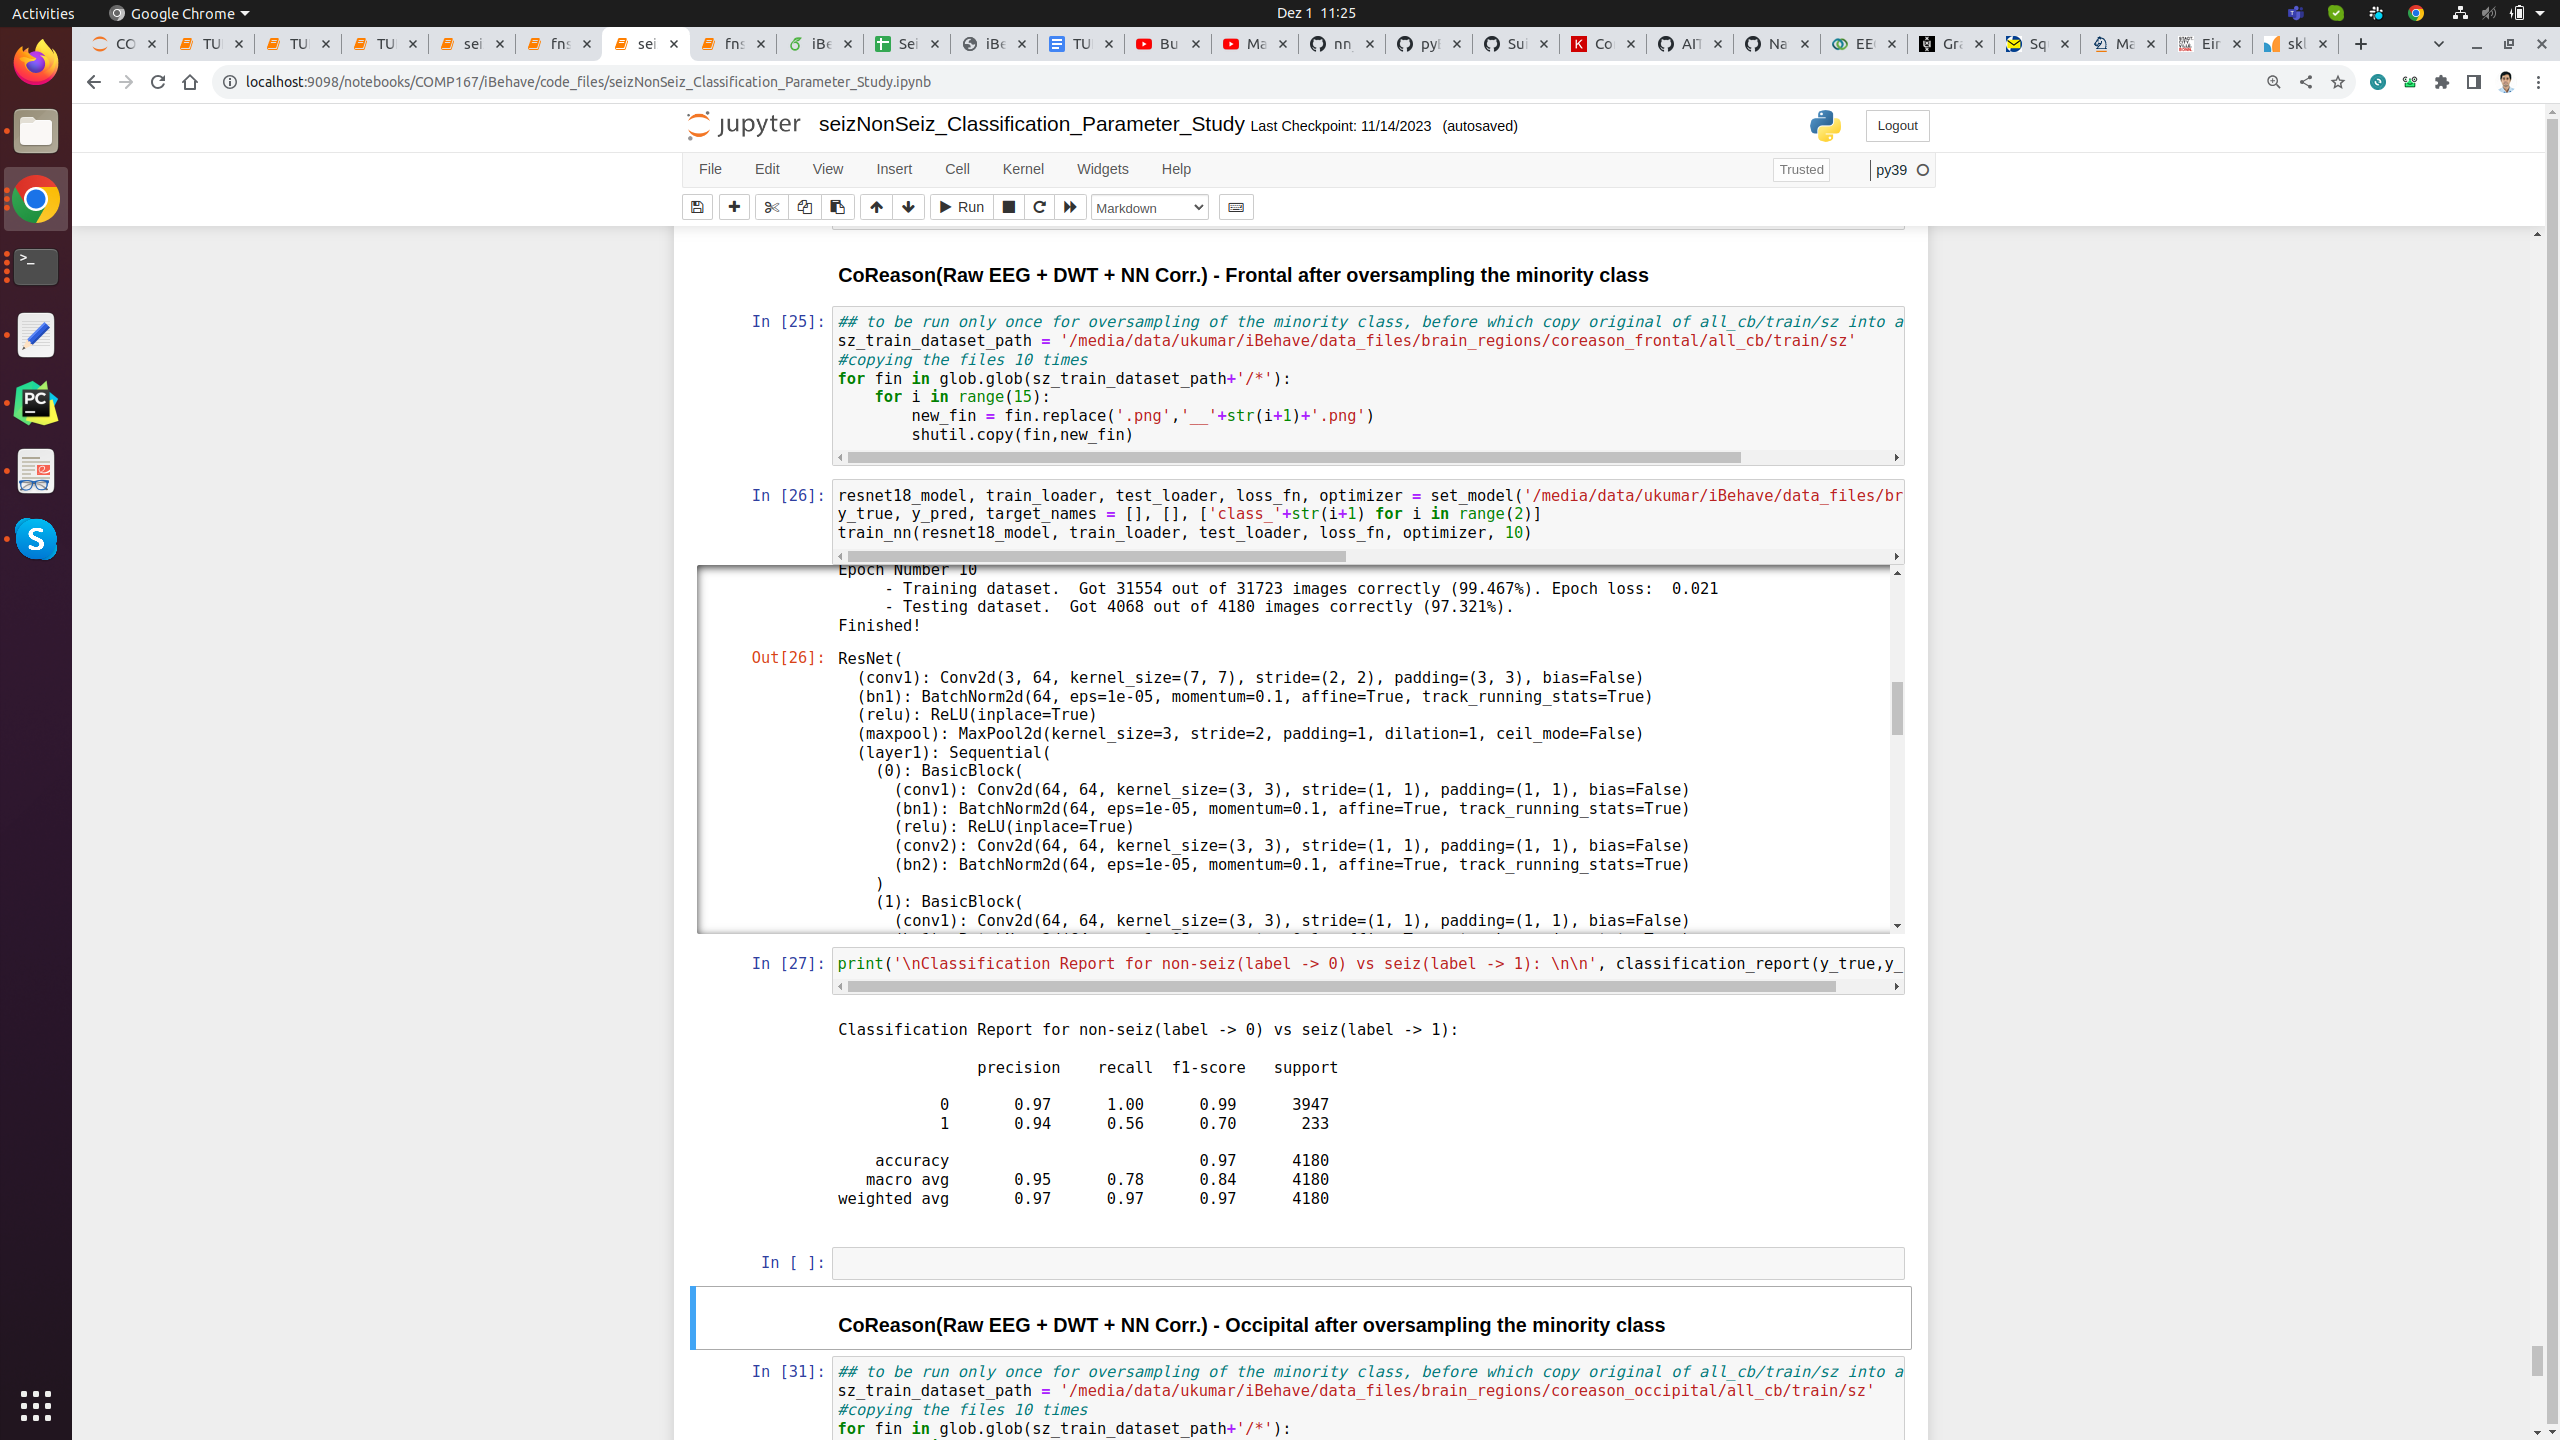 Activities
Google Chrome
Dez 1 11:25
CO
TU
TU
TU
sei
fns
sei
fns
iBe
Sei
iBe
TU
Bu
Ma
nn
pyl
Sui
Co
AIT
Na
EE
Gra
Sq
Ma
Eir
skl
localhost:9098/notebooks/COMP167/iBehave/code_files/seizNonSeiz_Classification_Parameter_Study.ipynb
jupyter seizNonSeiz_Classification_Parameter_Study Last Checkpoint: 11/14/2023 (autosaved)
Logout
File Edit View Insert Cell Kernel Widgets Help
Trusted
py39
Run
Markdown
CoReason(Raw EEG + DWT + NN Corr.) - Frontal after oversampling the minority class
In [25]: ## to be run only once for oversampling of the minority class, before which copy original of all_cb/train/sz into a
sz_train_dataset_path = '/media/data/ukumar/iBehave/data_files/brain_regions/coreason_frontal/all_cb/train/sz'
#copying the files 10 times
for fin in glob.glob(sz_train_dataset_path+'/*'):
    for i in range(15):
        new_fin = fin.replace('.png','__'+str(i+1)+'.png')
        shutil.copy(fin,new_fin)
In [26]: resnet18_model, train_loader, test_loader, loss_fn, optimizer = set_model('/media/data/ukumar/iBehave/data_files/br
y_true, y_pred, target_names = [], [], ['class_'+str(i+1) for i in range(2)]
train_nn(resnet18_model, train_loader, test_loader, loss_fn, optimizer, 10)
Epoch Number 10
     - Training dataset.  Got 31554 out of 31723 images correctly (99.467%). Epoch loss:  0.021
     - Testing dataset.  Got 4068 out of 4180 images correctly (97.321%).
Finished!
Out[26]: ResNet(
  (conv1): Conv2d(3, 64, kernel_size=(7, 7), stride=(2, 2), padding=(3, 3), bias=False)
  (bn1): BatchNorm2d(64, eps=1e-05, momentum=0.1, affine=True, track_running_stats=True)
  (relu): ReLU(inplace=True)
  (maxpool): MaxPool2d(kernel_size=3, stride=2, padding=1, dilation=1, ceil_mode=False)
  (layer1): Sequential(
    (0): BasicBlock(
      (conv1): Conv2d(64, 64, kernel_size=(3, 3), stride=(1, 1), padding=(1, 1), bias=False)
      (bn1): BatchNorm2d(64, eps=1e-05, momentum=0.1, affine=True, track_running_stats=True)
      (relu): ReLU(inplace=True)
      (conv2): Conv2d(64, 64, kernel_size=(3, 3), stride=(1, 1), padding=(1, 1), bias=False)
      (bn2): BatchNorm2d(64, eps=1e-05, momentum=0.1, affine=True, track_running_stats=True)
    )
    (1): BasicBlock(
      (conv1): Conv2d(64, 64, kernel_size=(3, 3), stride=(1, 1), padding=(1, 1), bias=False)
In [27]: print('\nClassification Report for non-seiz(label -> 0) vs seiz(label -> 1): \n\n', classification_report(y_true,y_
Classification Report for non-seiz(label -> 0) vs seiz(label -> 1):
precision    recall  f1-score   support
0       0.97      1.00      0.99      3947
1       0.94      0.56      0.70       233
accuracy                           0.97      4180
macro avg       0.95      0.78      0.84      4180
weighted avg       0.97      0.97      0.97      4180
In [ ]:
CoReason(Raw EEG + DWT + NN Corr.) - Occipital after oversampling the minority class
In [31]: ## to be run only once for oversampling of the minority class, before which copy original of all_cb/train/sz into a
sz_train_dataset_path = '/media/data/ukumar/iBehave/data_files/brain_regions/coreason_occipital/all_cb/train/sz'
#copying the files 10 times
for fin in glob.glob(sz_train_dataset_path+'/*'):